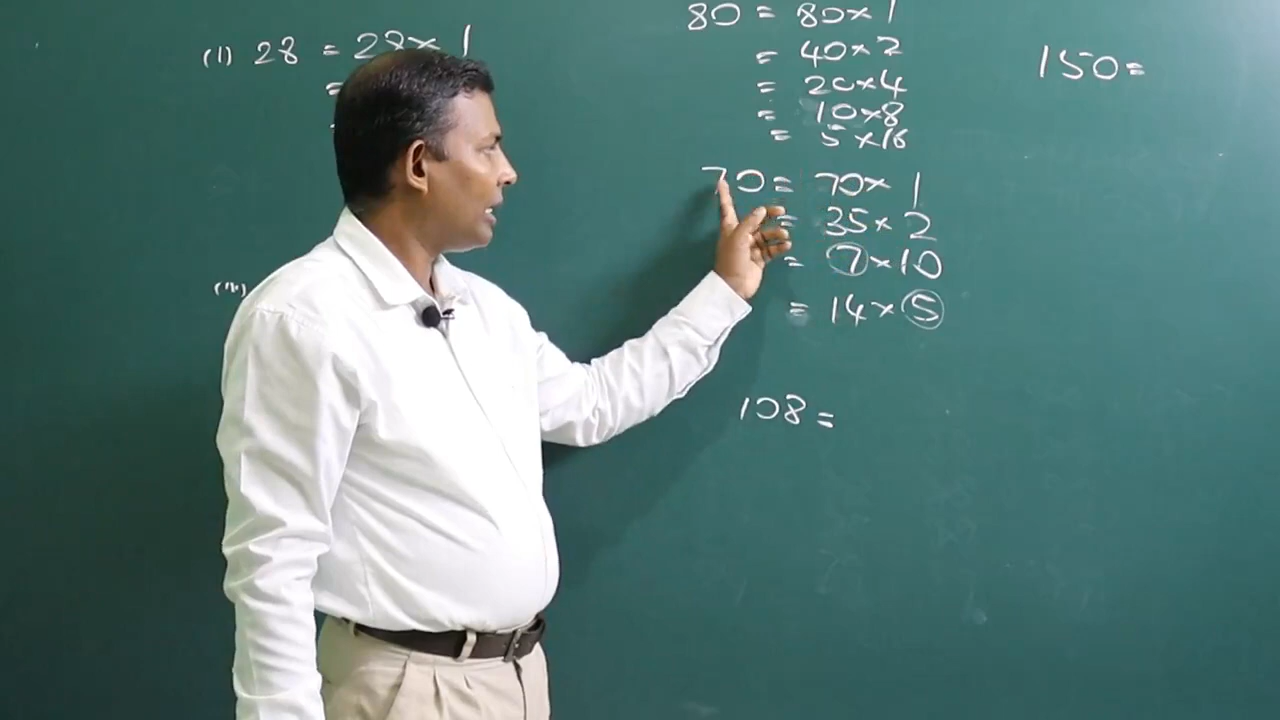 (1) 28 = 28 × 1
=
80 = 80 × 1
= 40 × 2
= 20 × 4
= 10 × 8
= 5 × 16
70 = 70 × 1
= 35 × 2
= 7 × 10
= 14 × 5
108 =
150 =